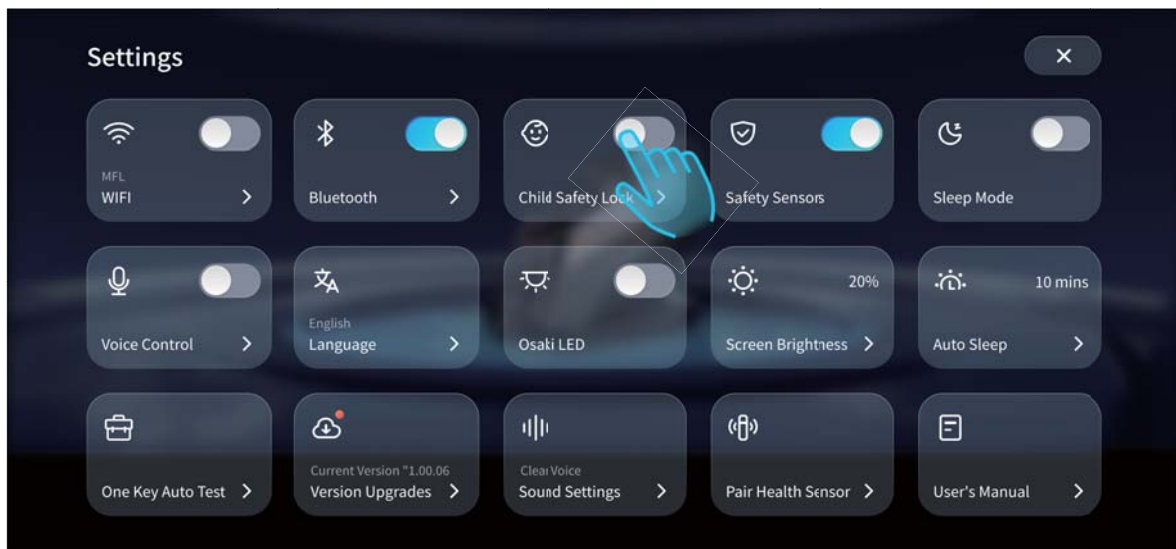 Settings
MFL
WIFI
Bluetooth
Child Safety Lock
Safety Sensors
Sleep Mode
Voice Control
English
Language
Osaki LED
20%
Screen Brightness
10 mins
Auto Sleep
One Key Auto Test
Current Version "1.00.06
Version Upgrades
Clear Voice
Sound Settings
Pair Health Sensor
User's Manual